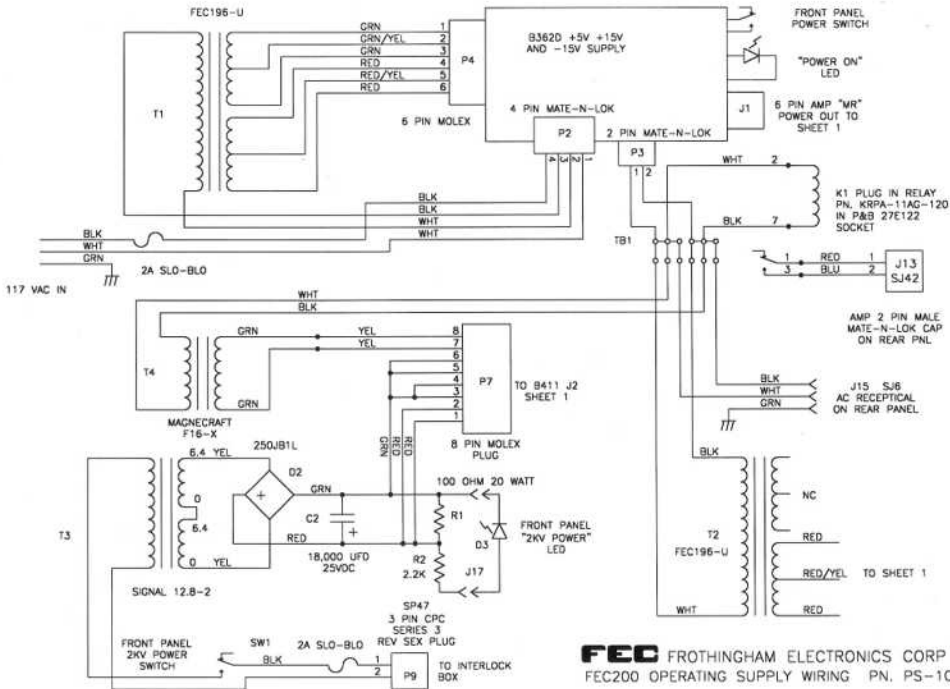 FEC196-U
GRN 1
GRN/YEL 2
GRN 3
RED 4
RED/YEL 5
RED 6
P4
6 PIN MOLEX
T1
B362D +5V +15V
AND -15V SUPPLY
4 PIN MATE-N-LOK
P2
4 3 2 1
2 PIN MATE-N-LOK
P3
1 2
FRONT PANEL
POWER SWITCH
"POWER ON"
LED
J1
6 PIN AMP "MR"
POWER OUT TO
SHEET 1
WHT 2
BLK 7
K1 PLUG IN RELAY
PN. KRPA-11AG-120
IN P&B 27E122
SOCKET
BLK
BLK
WHT
WHT
TB1
BLK
WHT
GRN
2A SLO-BLO
117 VAC IN
1 RED 1
3 BLU 2
J13
SJ42
AMP 2 PIN MALE
MATE-N-LOK CAP
ON REAR PNL
WHT
BLK
GRN
GRN
T4
MAGNECRAFT
F16-X
YEL 8
YEL 7
6
5
4
3
2
1
P7
TO B411 J2
SHEET 1
8 PIN MOLEX
PLUG
GRN
RED
RED
BLK
WHT
GRN
J15 SJ6
AC RECEPTICAL
ON REAR PANEL
250JB1L
6.4 YEL
0
6.4
0 YEL
T3
SIGNAL 12.8-2
D2
+
GRN
RED
C2
+
18,000 UFD
25VDC
100 OHM 20 WATT
R1
R2
2.2K
D3
J17
FRONT PANEL
"2KV POWER"
LED
BLK
WHT
T2
FEC196-U
NC
RED
RED/YEL TO SHEET 1
RED
FRONT PANEL
2KV POWER
SWITCH
SW1
BLK
2A SLO-BLO
SP47
3 PIN CPC
SERIES 3
REV SEX PLUG
1
2
P9
TO INTERLOCK
BOX
FEC FROTHINGHAM ELECTRONICS CORP
FEC200 OPERATING SUPPLY WIRING PN. PS-10